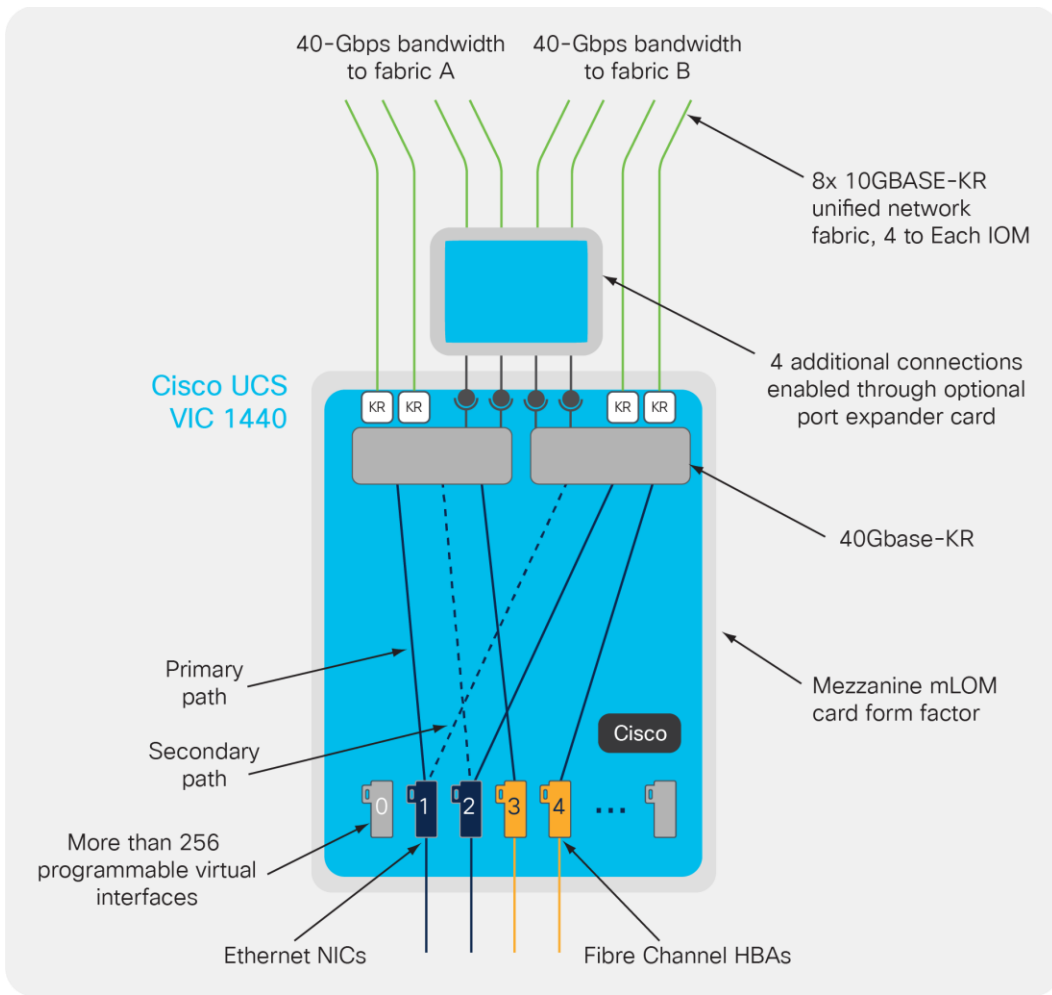 40-Gbps bandwidth
to fabric A
40-Gbps bandwidth
to fabric B
8x 10GBASE-KR
unified network
fabric, 4 to Each IOM
4 additional connections
enabled through optional
port expander card
Cisco UCS
VIC 1440
KR
KR
KR
KR
40Gbase-KR
Primary
path
Mezzanine mLOM
card form factor
Secondary
path
Cisco
0
1
2
3
4
...
More than 256
programmable virtual
interfaces
Ethernet NICs
Fibre Channel HBAs